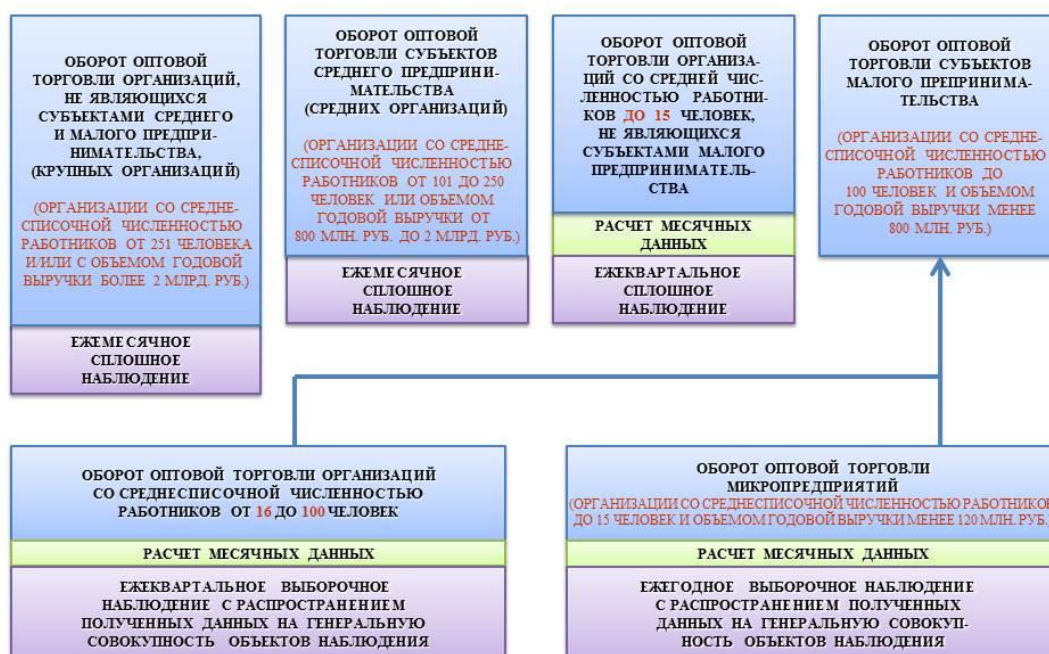 ОБОРОТ ОПТОВОЙ
ТОРГОВЛИ ОРГАНИЗАЦИЙ,
НЕ ЯВЛЯЮЩИХСЯ
СУБЪЕКТАМИ СРЕДНЕГО
И МАЛОГО ПРЕДПРИ-
НИМАТЕЛЬСТВА,
(КРУПНЫХ ОРГАНИЗАЦИЙ)
(ОРГАНИЗАЦИИ СО СРЕДНЕ-
СПИСОЧНОЙ ЧИСЛЕННОСТЬЮ
РАБОТНИКОВ ОТ 251 ЧЕЛОВЕКА
И/ИЛИ С ОБЪЕМОМ ГОДОВОЙ
ВЫРУЧКИ БОЛЕЕ 2 МЛРД. РУБ.)
ЕЖЕМЕСЯЧНОЕ
СПЛОШНОЕ
НАБЛЮДЕНИЕ
ОБОРОТ ОПТОВОЙ
ТОРГОВЛИ СУБЪЕКТОВ
СРЕДНЕГО ПРЕДПРИНИ-
МАТЕЛЬСТВА
(СРЕДНИХ ОРГАНИЗАЦИЙ)
(ОРГАНИЗАЦИИ СО СРЕДНЕ-
СПИСОЧНОЙ ЧИСЛЕННОСТЬЮ
РАБОТНИКОВ ОТ 101 ДО 250
ЧЕЛОВЕК ИЛИ ОБЪЕМОМ
ГОДОВОЙ ВЫРУЧКИ ОТ
800 МЛН. РУБ. ДО 2 МЛРД. РУБ.)
ЕЖЕМЕСЯЧНОЕ
СПЛОШНОЕ
НАБЛЮДЕНИЕ
ОБОРОТ ОПТОВОЙ
ТОРГОВЛИ ОРГАНИЗА-
ЦИЙ СО СРЕДНЕЙ ЧИС-
ЛЕННОСТЬЮ РАБОТНИ-
КОВ ДО 15 ЧЕЛОВЕК,
НЕ ЯВЛЯЮЩИХСЯ
СУБЪЕКТАМИ МАЛОГО
ПРЕДПРИНИМАТЕЛЬ-
СТВА
РАСЧЕТ МЕСЯЧНЫХ
ДАННЫХ
ЕЖЕКВАРТАЛЬНОЕ
СПЛОШНОЕ
НАБЛЮДЕНИЕ
ОБОРОТ ОПТОВОЙ
ТОРГОВЛИ СУБЪЕКТОВ
МАЛОГО ПРЕПРИНИМА-
ТЕЛЬСТВА
(ОРГАНИЗАЦИИ СО СРЕДНЕ-
СПИСОЧНОЙ ЧИСЛЕННОСТЬЮ
РАБОТНИКОВ ДО
100 ЧЕЛОВЕК И ОБЪЕМОМ
ГОДОВОЙ ВЫРУЧКИ МЕНЕЕ
800 МЛН. РУБ.)
ОБОРОТ ОПТОВОЙ ТОРГОВЛИ ОРГАНИЗАЦИЙ
СО СРЕДНЕСПИСОЧНОЙ ЧИСЛЕННОСТЬЮ
РАБОТНИКОВ ОТ 16 ДО 100 ЧЕЛОВЕК
РАСЧЕТ МЕСЯЧНЫХ ДАННЫХ
ЕЖЕКВАРТАЛЬНОЕ ВЫБОРОЧНОЕ
НАБЛЮДЕНИЕ С РАСПРОСТРАНЕНИЕМ
ПОЛУЧЕННЫХ ДАННЫХ НА ГЕНЕРАЛЬНУЮ
СОВОКУПНОСТЬ ОБЪЕКТОВ НАБЛЮДЕНИЯ
ОБОРОТ ОПТОВОЙ ТОРГОВЛИ
МИКРОПРЕДПРИЯТИЙ
(ОРГАНИЗАЦИИ СО СРЕДНЕСПИСОЧНОЙ ЧИСЛЕННОСТЬЮ РАБОТНИКОВ
ДО 15 ЧЕЛОВЕК И ОБЪЕМОМ ГОДОВОЙ ВЫРУЧКИ МЕНЕЕ 120 МЛН. РУБ.)
РАСЧЕТ МЕСЯЧНЫХ ДАННЫХ
ЕЖЕГОДНОЕ ВЫБОРОЧНОЕ НАБЛЮДЕНИЕ
С РАСПРОСТРАНЕНИЕМ ПОЛУЧЕННЫХ
ДАННЫХ НА ГЕНЕРАЛЬНУЮ СОВОКУП-
НОСТЬ ОБЪЕКТОВ НАБЛЮДЕНИЯ